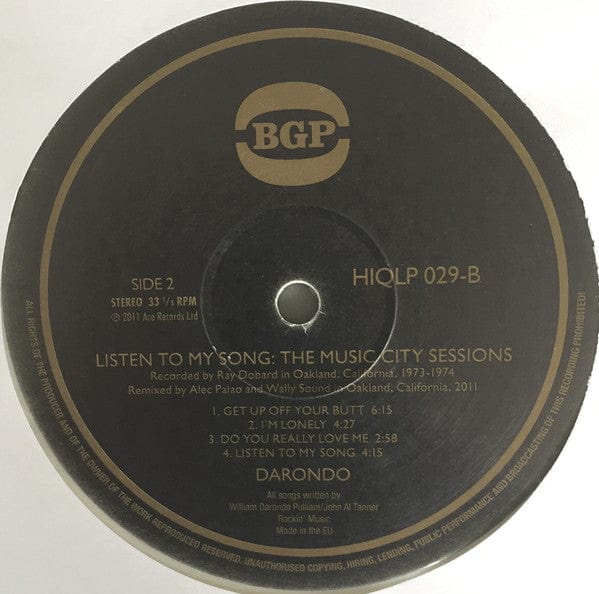 BGP
SIDE 2
STEREO 33 1/3 RPM
℗ 2011 Ace Records Ltd
HIQLP 029-B
LISTEN TO MY SONG: THE MUSIC CITY SESSIONS
Recorded by Ray Dobard in Oakland, California, 1973-1974
Remixed by Alec Palao and Wally Sound in Oakland, California, 2011
1. GET UP OFF YOUR BUTT 6:15
2. I'M LONELY 4:27
3. DO YOU REALLY LOVE ME 2:58
4. LISTEN TO MY SONG 4:15
DARONDO
All songs written by
William Darondo Pulliam/John Al Tanner
Rockin' Music
Made in the EU
ALL RIGHTS OF THE PRODUCER AND OF THE OWNER OF THE WORK REPRODUCED RESERVED, UNAUTHORISED COPYING, HIRING, LENDING, PUBLIC PERFORMANCE AND BROADCASTING OF THIS RECORDING PROHIBITED!